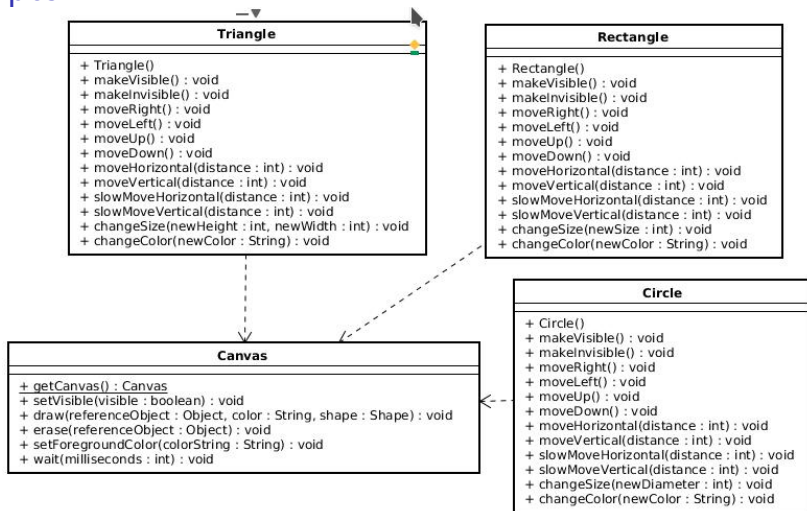 Triangle
+ Triangle()
+ makeVisible() : void
+ makeInvisible() : void
+ moveRight() : void
+ moveLeft() : void
+ moveUp() : void
+ moveDown() : void
+ moveHorizontal(distance : int) : void
+ moveVertical(distance : int) : void
+ slowMoveHorizontal(distance : int) : void
+ slowMoveVertical(distance : int) : void
+ changeSize(newHeight : int, newWidth : int) : void
+ changeColor(newColor : String) : void
Rectangle
+ Rectangle()
+ makeVisible() : void
+ makeInvisible() : void
+ moveRight() : void
+ moveLeft() : void
+ moveUp() : void
+ moveDown() : void
+ moveHorizontal(distance : int) : void
+ moveVertical(distance : int) : void
+ slowMoveHorizontal(distance : int) : void
+ slowMoveVertical(distance : int) : void
+ changeSize(newSize : int) : void
+ changeColor(newColor : String) : void
Canvas
+ getCanvas() : Canvas
+ setVisible(visible : boolean) : void
+ draw(referenceObject : Object, color : String, shape : Shape) : void
+ erase(referenceObject : Object) : void
+ setForegroundColor(colorString : String) : void
+ wait(milliseconds : int) : void
Circle
+ Circle()
+ makeVisible() : void
+ makeInvisible() : void
+ moveRight() : void
+ moveLeft() : void
+ moveUp() : void
+ moveDown() : void
+ moveHorizontal(distance : int) : void
+ moveVertical(distance : int) : void
+ slowMoveHorizontal(distance : int) : void
+ slowMoveVertical(distance : int) : void
+ changeSize(newDiameter : int) : void
+ changeColor(newColor : String) : void